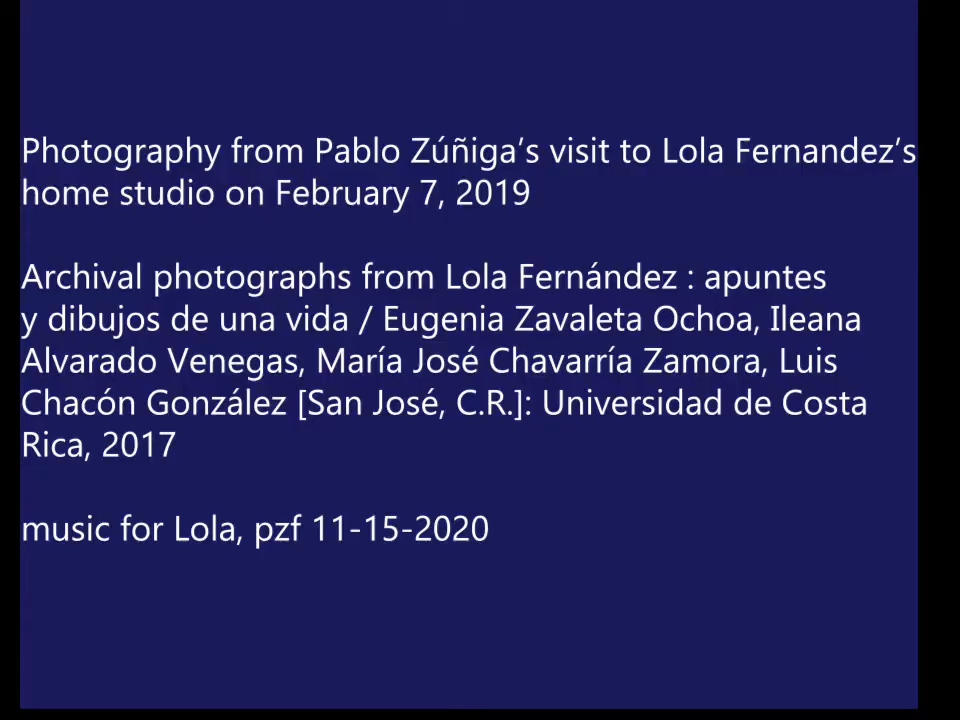 Photography from Pablo Zúñiga’s visit to Lola Fernandez’s
home studio on February 7, 2019
Archival photographs from Lola Fernández : apuntes
y dibujos de una vida / Eugenia Zavaleta Ochoa, Ileana
Alvarado Venegas, María José Chavarría Zamora, Luis
Chacón González [San José, C.R.]: Universidad de Costa
Rica, 2017
music for Lola, pzf 11-15-2020